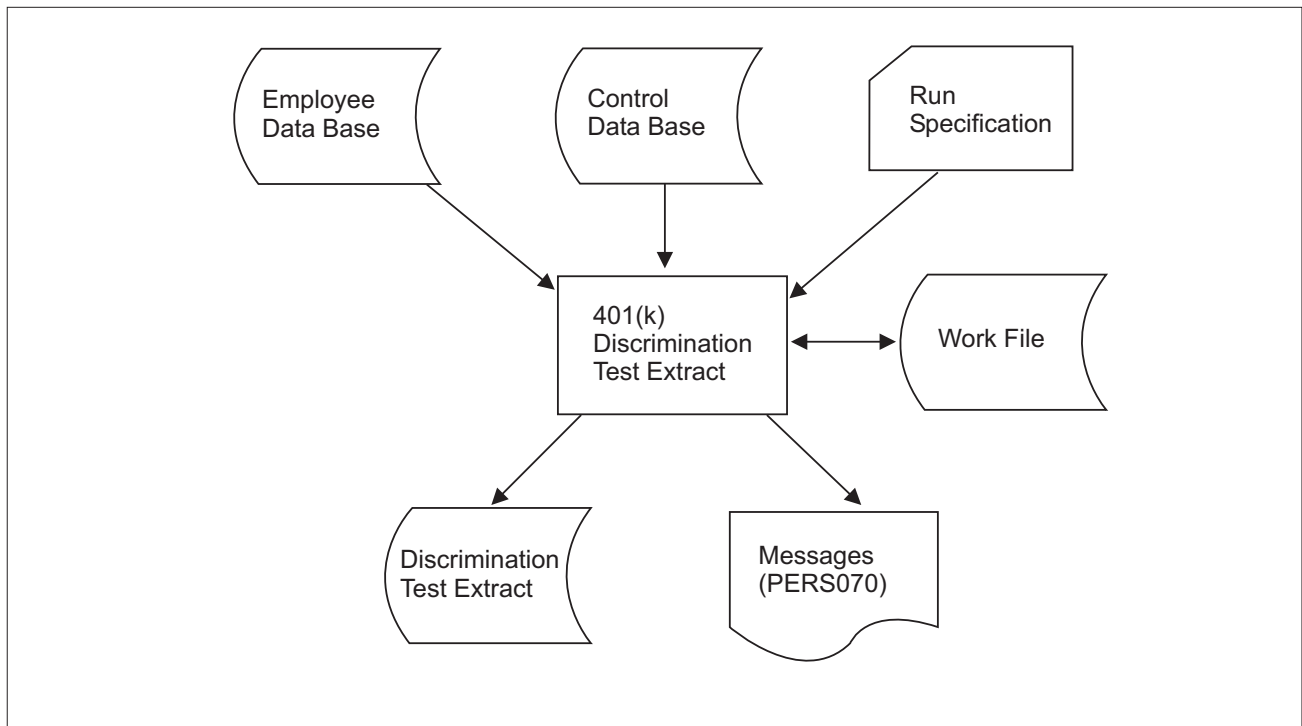 Employee
Data Base
Control
Data Base
Run
Specification
401(k)
Discrimination
Test Extract
Work File
Discrimination
Test Extract
Messages
(PERS070)